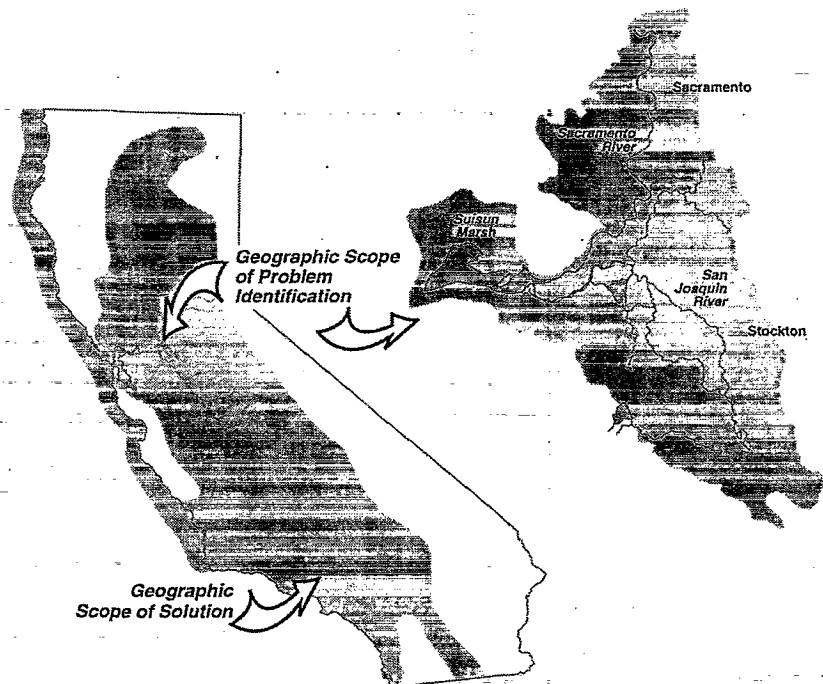 Sacramento
Sacramento
River
Suisun
Marsh
Geographic Scope
of Problem
Identification
San
Joaquin
River
Stockton
Geographic
Scope of Solution